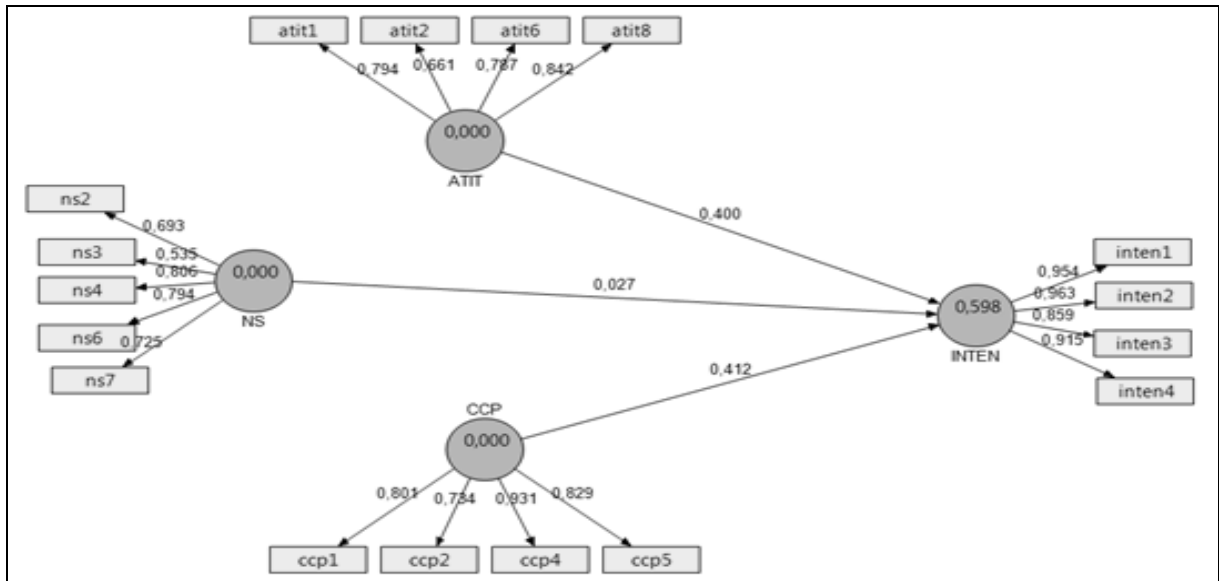 atit1 atit2 atit6 atit8
0,794 0,661 0,787 0,842
0,000
ATIT
ns2
ns3
ns4
ns6
ns7
0,693
0,535
0,806
0,794
0,725
0,000
NS
0,400
0,027
0,412
0,598
INTEN
0,954
0,963
0,859
0,915
inten1
inten2
inten3
inten4
CCP
0,000
0,801 0,734 0,931 0,829
ccp1 ccp2 ccp4 ccp5